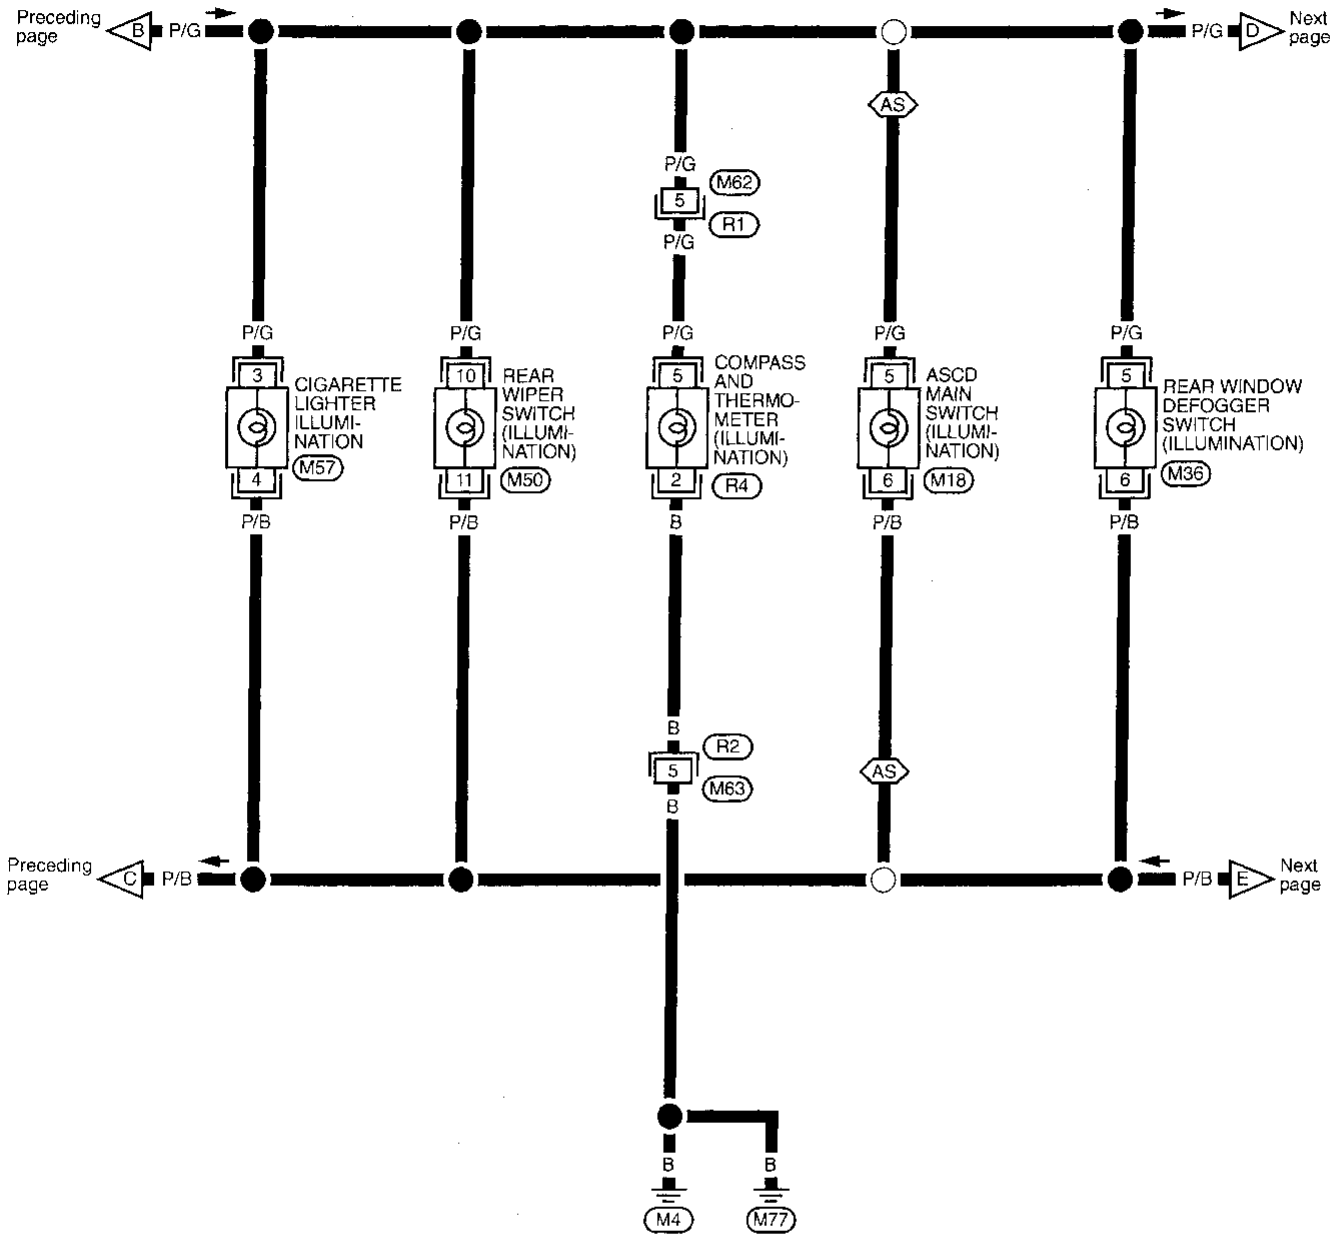 Preceding
page
B
P/G
P/G
D
Next
page
AS
P/G
5
M62
R1
P/G
P/G
3
CIGARETTE
LIGHTER
ILLUMI-
NATION
M57
4
P/B
P/G
10
REAR
WIPER
SWITCH
(ILLUMI-
NATION)
M50
11
P/B
P/G
5
COMPASS
AND
THERMO-
METER
(ILLUMI-
NATION)
R4
2
B
P/G
5
ASCD
MAIN
SWITCH
(ILLUMI-
NATION)
M18
6
P/B
P/G
5
REAR WINDOW
DEFOGGER
SWITCH
(ILLUMINATION)
M36
6
P/B
B
R2
5
M63
B
AS
Preceding
page
C
P/B
P/B
E
Next
page
B
B
M4
M77